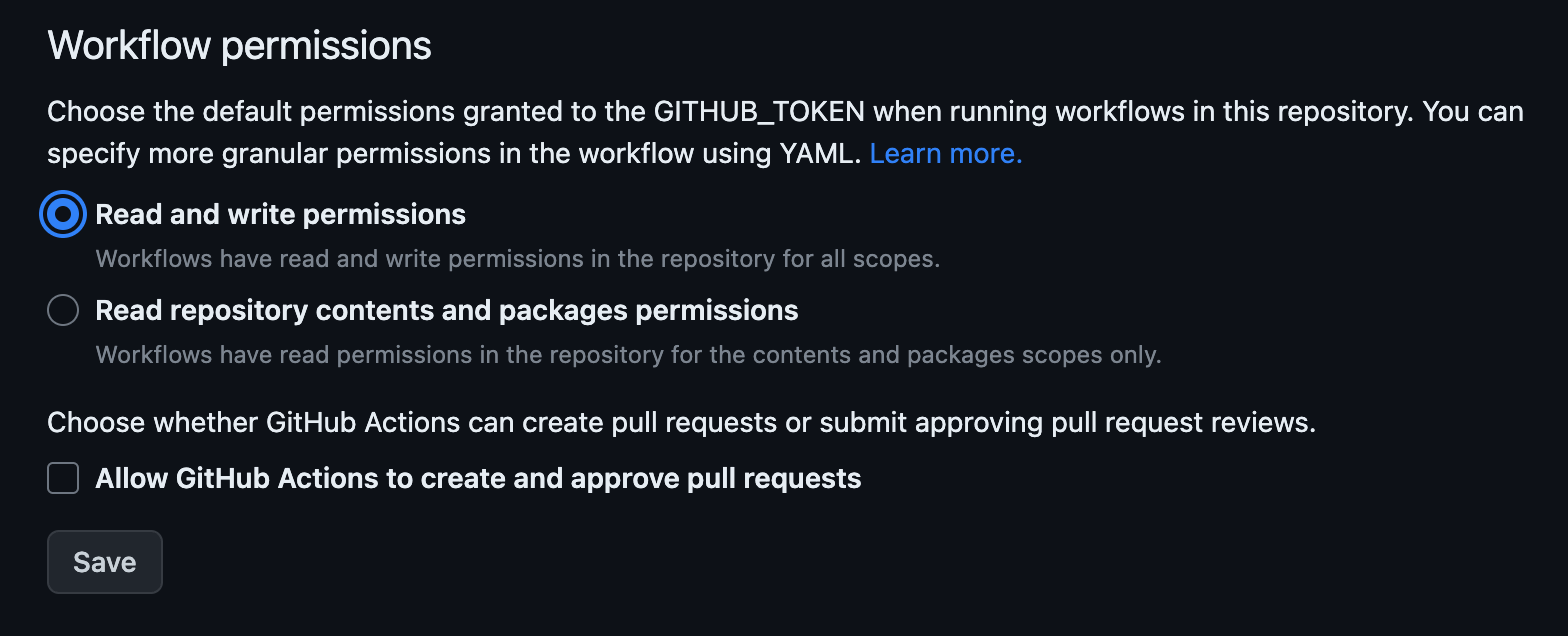 Workflow permissions
Choose the default permissions granted to the GITHUB_TOKEN when running workflows in this repository. You can
specify more granular permissions in the workflow using YAML. Learn more.
Read and write permissions
Workflows have read and write permissions in the repository for all scopes.
Read repository contents and packages permissions
Workflows have read permissions in the repository for the contents and packages scopes only.
Choose whether GitHub Actions can create pull requests or submit approving pull request reviews.
Allow GitHub Actions to create and approve pull requests
Save